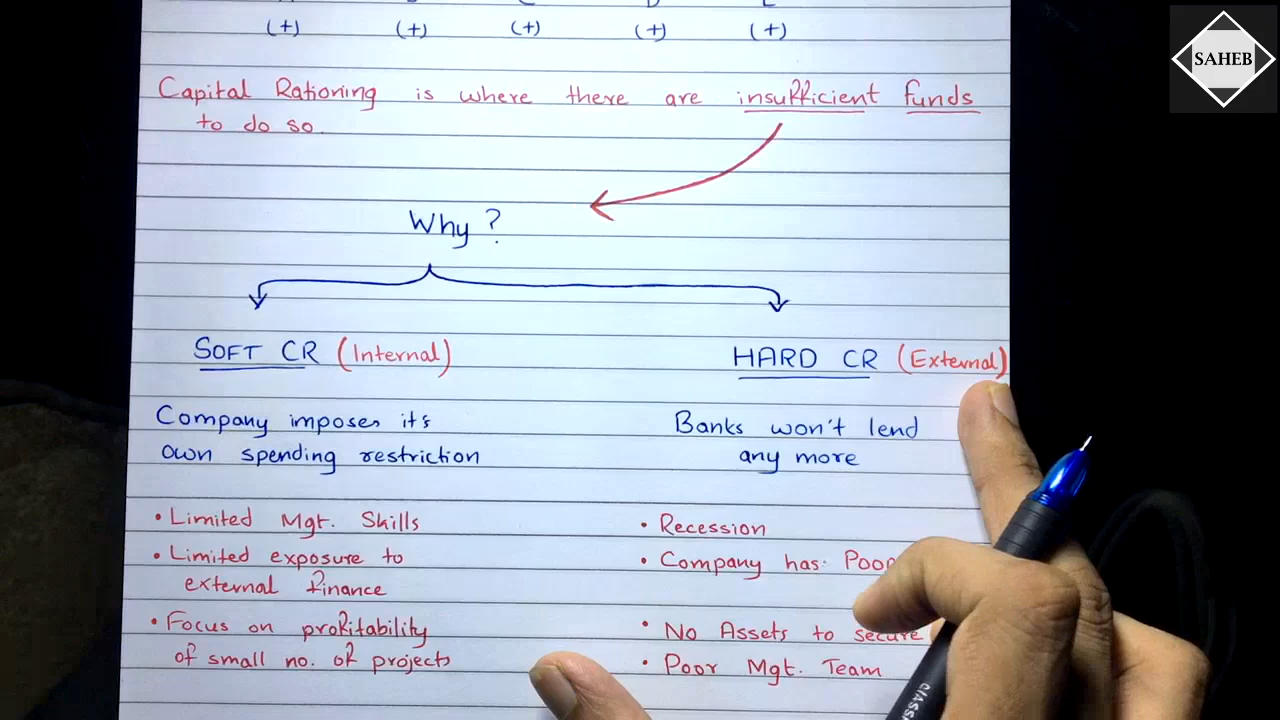 (+) (+) (+) (+) (+)
SAHEB
Capital Rationing is where there are insufficient funds
to do so.
Why?
SOFT CR (Internal)
HARD CR (External)
Company imposes it's
own spending restriction
Banks won't lend
any more
• Limited Mgt. Skills
• Limited exposure to
external finance
• Focus on profitability
of small no. of projects
• Recession
• Company has Poor
• No Assets to secure
• Poor Mgt. Team